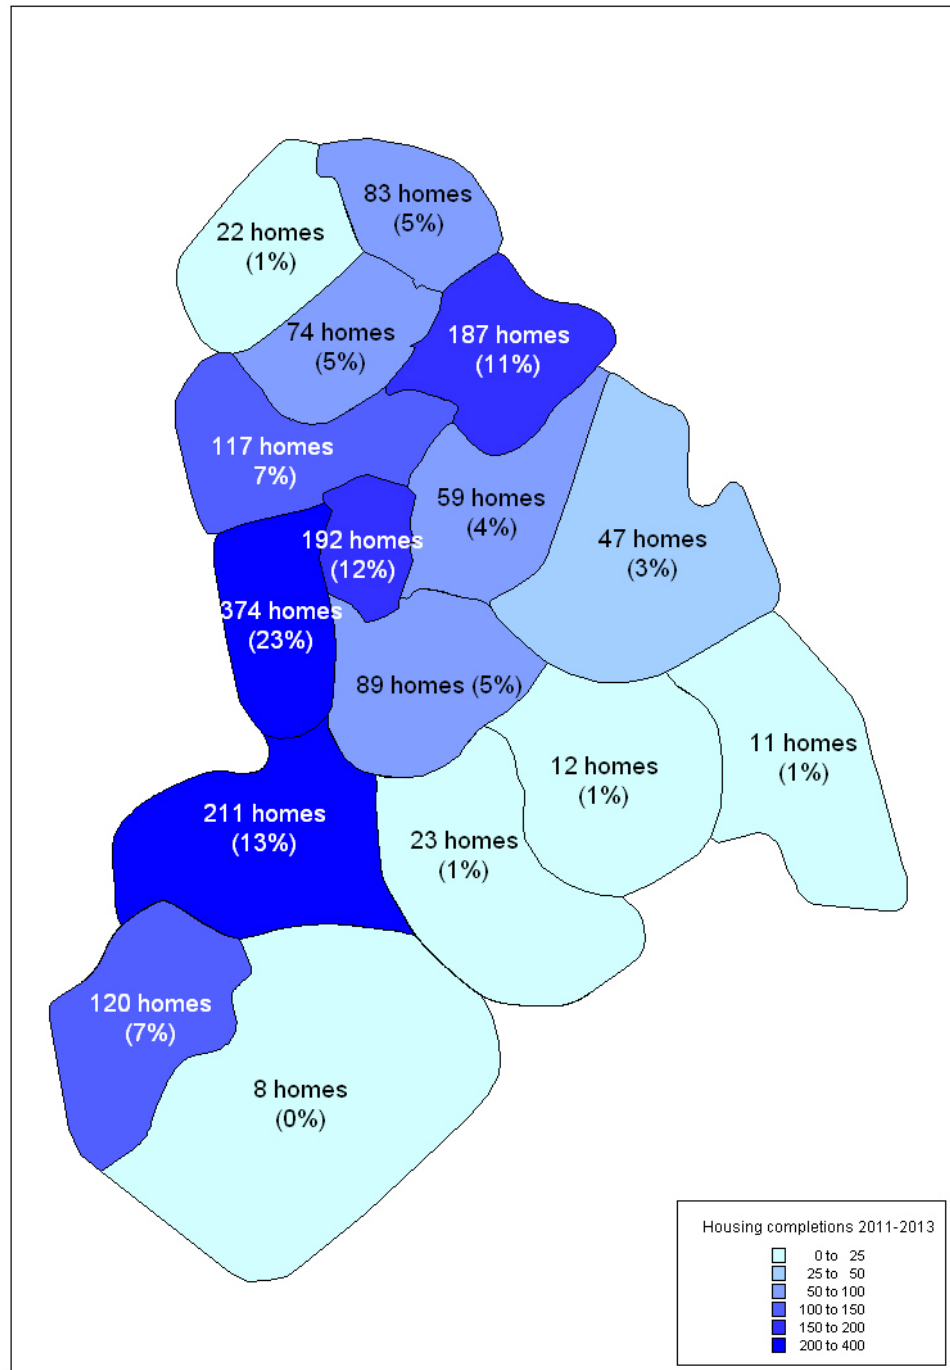 83 homes
(5%)
22 homes
(1%)
74 homes
(5%)
187 homes
(11%)
117 homes
7%)
59 homes
(4%)
192 homes
(12%)
47 homes
(3%)
374 homes
(23%)
89 homes (5%)
11 homes
(1%)
12 homes
(1%)
211 homes
(13%)
23 homes
(1%)
120 homes
(7%)
8 homes
(0%)
Housing completions 2011-2013
0 to 25
25 to 50
50 to 100
100 to 150
150 to 200
200 to 400